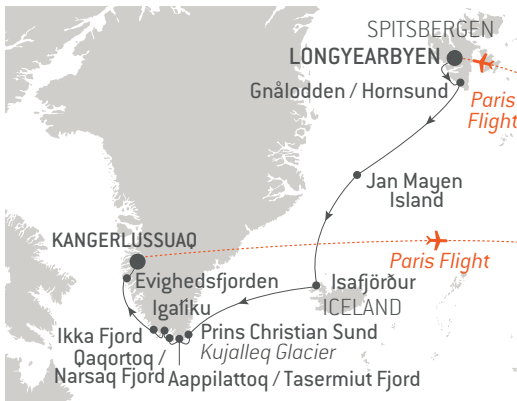 SPITSBERGEN
LONGYEARBYEN
Gnålodden / Hornsund
Paris
Flight
Jan Mayen
Island
KANGERLUSSUAQ
Paris Flight
Evighedsfjorden
Isafjörður
ICELAND
Igaliku
Ikka Fjord
Prins Christian Sund
Qaqortoq /
Kujalleq Glacier
Narsaq Fjord
Aappilattoq / Tasermiut Fjord